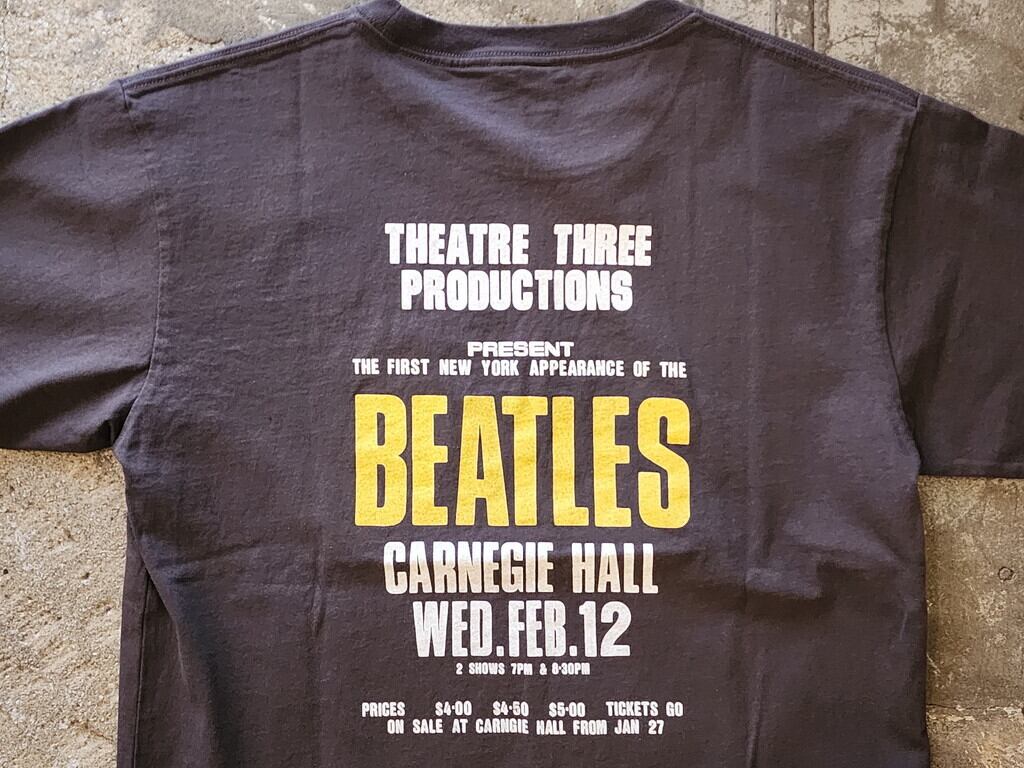 THEATRE THREE
PRODUCTIONS
PRESENT
THE FIRST NEW YORK APPEARANCE OF THE
BEATLES
CARNEGIE HALL
WED.FEB.12
2 SHOWS 7PM & 8·30PM
PRICES $4·00 $4·50 $5·00 TICKETS GO
ON SALE AT CARNGIE HALL FROM JAN 27